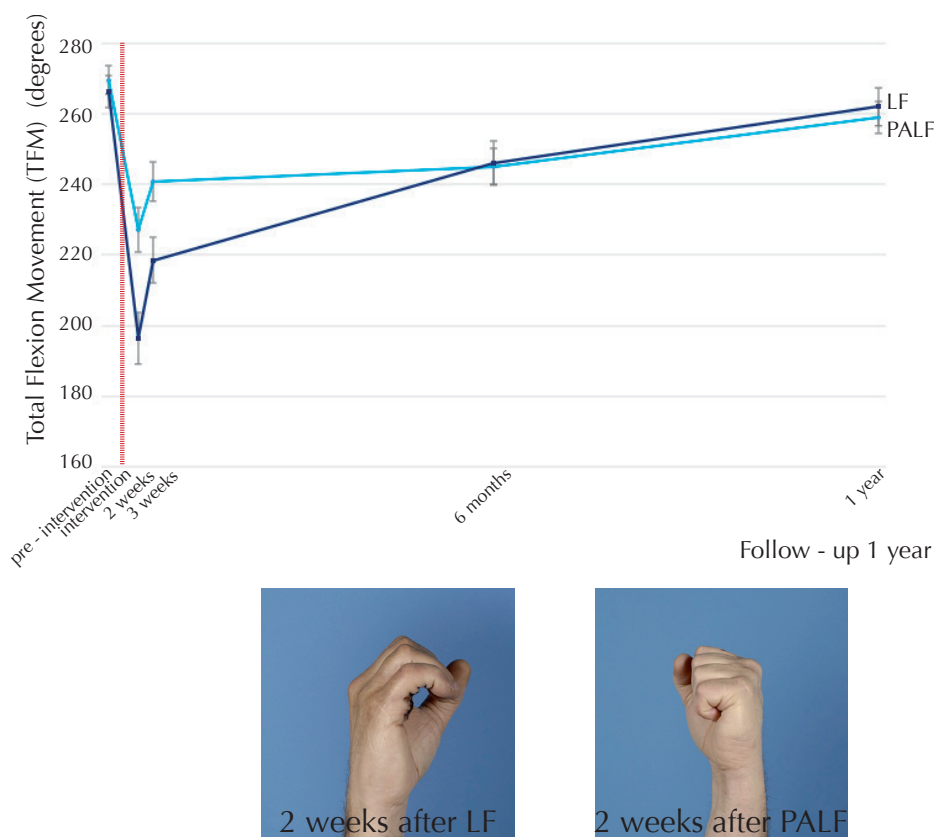 Total Flexion Movement (TFM) (degrees)
280
260
240
220
200
180
160
LF
PALF
pre - intervention
intervention
2 weeks
3 weeks
6 months
1 year
Follow - up 1 year
2 weeks after LF
2 weeks after PALF